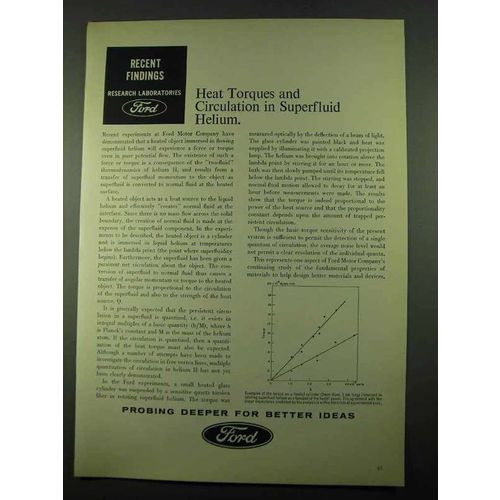 RECENT
FINDINGS
RESEARCH LABORATORIES
Ford
Heat Torques and
Circulation in Superfluid
Helium.
Recent experiments at Ford Motor Company have
demonstrated that a heated object immersed in flowing
superfluid helium will experience a force or torque
even in pure potential flow. The existence of such a
force or torque is a consequence of the "two-fluid"
thermodynamics of helium II, and results from a
transfer of superfluid momentum to the object as
superfluid is converted to normal fluid at the heated
surface.
A heated object acts as a heat source to the liquid
helium and effectively "creates" normal fluid at the
interface. Since there is no mass flow across the solid
boundary, the creation of normal fluid is made at the
expense of the superfluid component. In the experi-
ments to be described, the heated object is a cylinder
and is immersed in liquid helium at temperatures
below the lambda point (the point where superfluidity
begins). Furthermore, the superfluid has been given a
persistent net circulation about the object. The con-
version of superfluid to normal fluid thus causes a
transfer of angular momentum or torque to the heated
object. The torque is proportional to the circulation
of the superfluid and also to the strength of the heat
source, Q.
It is generally expected that the persistent circu-
lation in a superfluid is quantized, i.e. it exists in
integral multiples of a basic quantity (h/M), where h
is Planck's constant and M is the mass of the helium
atom. If the circulation is quantized, then a quanti-
zation of the heat torque must also be expected.
Although a number of attempts have been made to
investigate the circulation in free vortex lines, multiple
quantization of circulation in helium II has not yet
been clearly demonstrated.
In the Ford experiments, a small heated glass
cylinder was suspended by a sensitive quartz torsion
fiber in rotating superfluid helium. The torque was
measured optically by the deflection of a beam of light.
The glass cylinder was painted black and heat was
supplied by illuminating it with a calibrated projection
lamp. The helium was brought into rotation above the
lambda point by stirring it for an hour or more. The
bath was then slowly pumped until its temperature fell
below the lambda point. The stirring was stopped, and
normal-fluid motion allowed to decay for at least an
hour before measurements were made. The results
show that the torque is indeed proportional to the
power of the heat source and that the proportionality
constant depends upon the amount of trapped per-
sistent circulation.
Though the basic torque sensitivity of the present
system is sufficient to permit the detection of a single
quantum of circulation, the average noise level would
not permit a clear resolution of the individual quanta.
This represents one aspect of Ford Motor Company's
continuing study of the fundamental properties of
materials to help design better materials and devices.
Torque
PROBING DEEPER FOR BETTER IDEAS
Ford